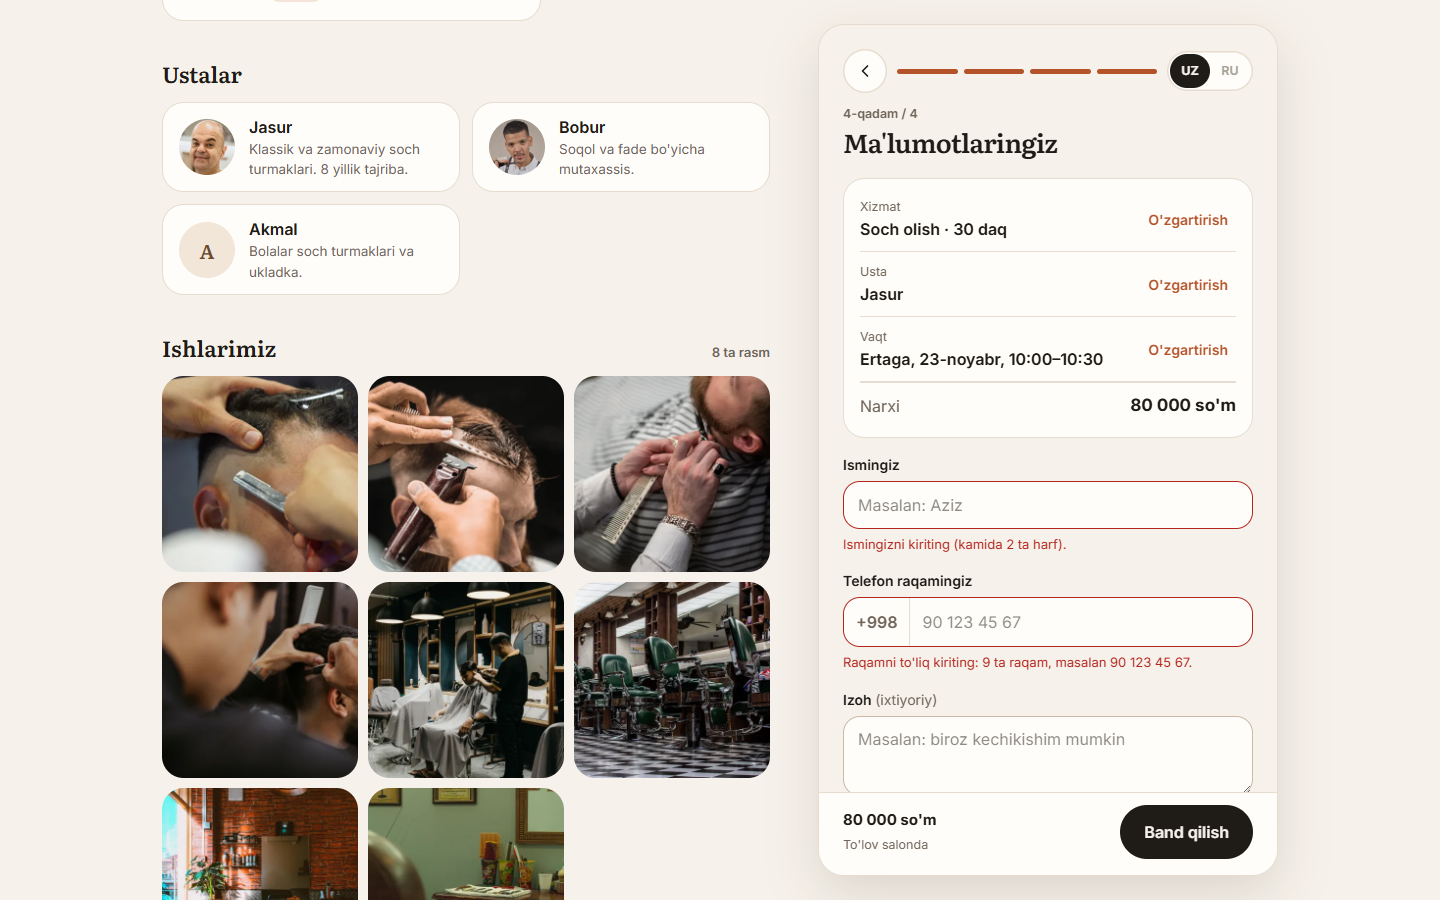 Ustalar
Jasur
Klassik va zamonaviy soch
turmaklari. 8 yillik tajriba.
Bobur
Soqol va fade bo'yicha
mutaxassis.
A
Akmal
Bolalar soch turmaklari va
ukladka.
Ishlarimiz
8 ta rasm
UZ
RU
4-qadam / 4
Ma'lumotlaringiz
Xizmat
Soch olish · 30 daq
O'zgartirish
Usta
Jasur
O'zgartirish
Vaqt
Ertaga, 23-noyabr, 10:00–10:30
O'zgartirish
Narxi
80 000 so'm
Ismingiz
Masalan: Aziz
Ismingizni kiriting (kamida 2 ta harf).
Telefon raqamingiz
+998
90 123 45 67
Raqamni to'liq kiriting: 9 ta raqam, masalan 90 123 45 67.
Izoh (ixtiyoriy)
Masalan: biroz kechikishim mumkin
80 000 so'm
To'lov salonda
Band qilish